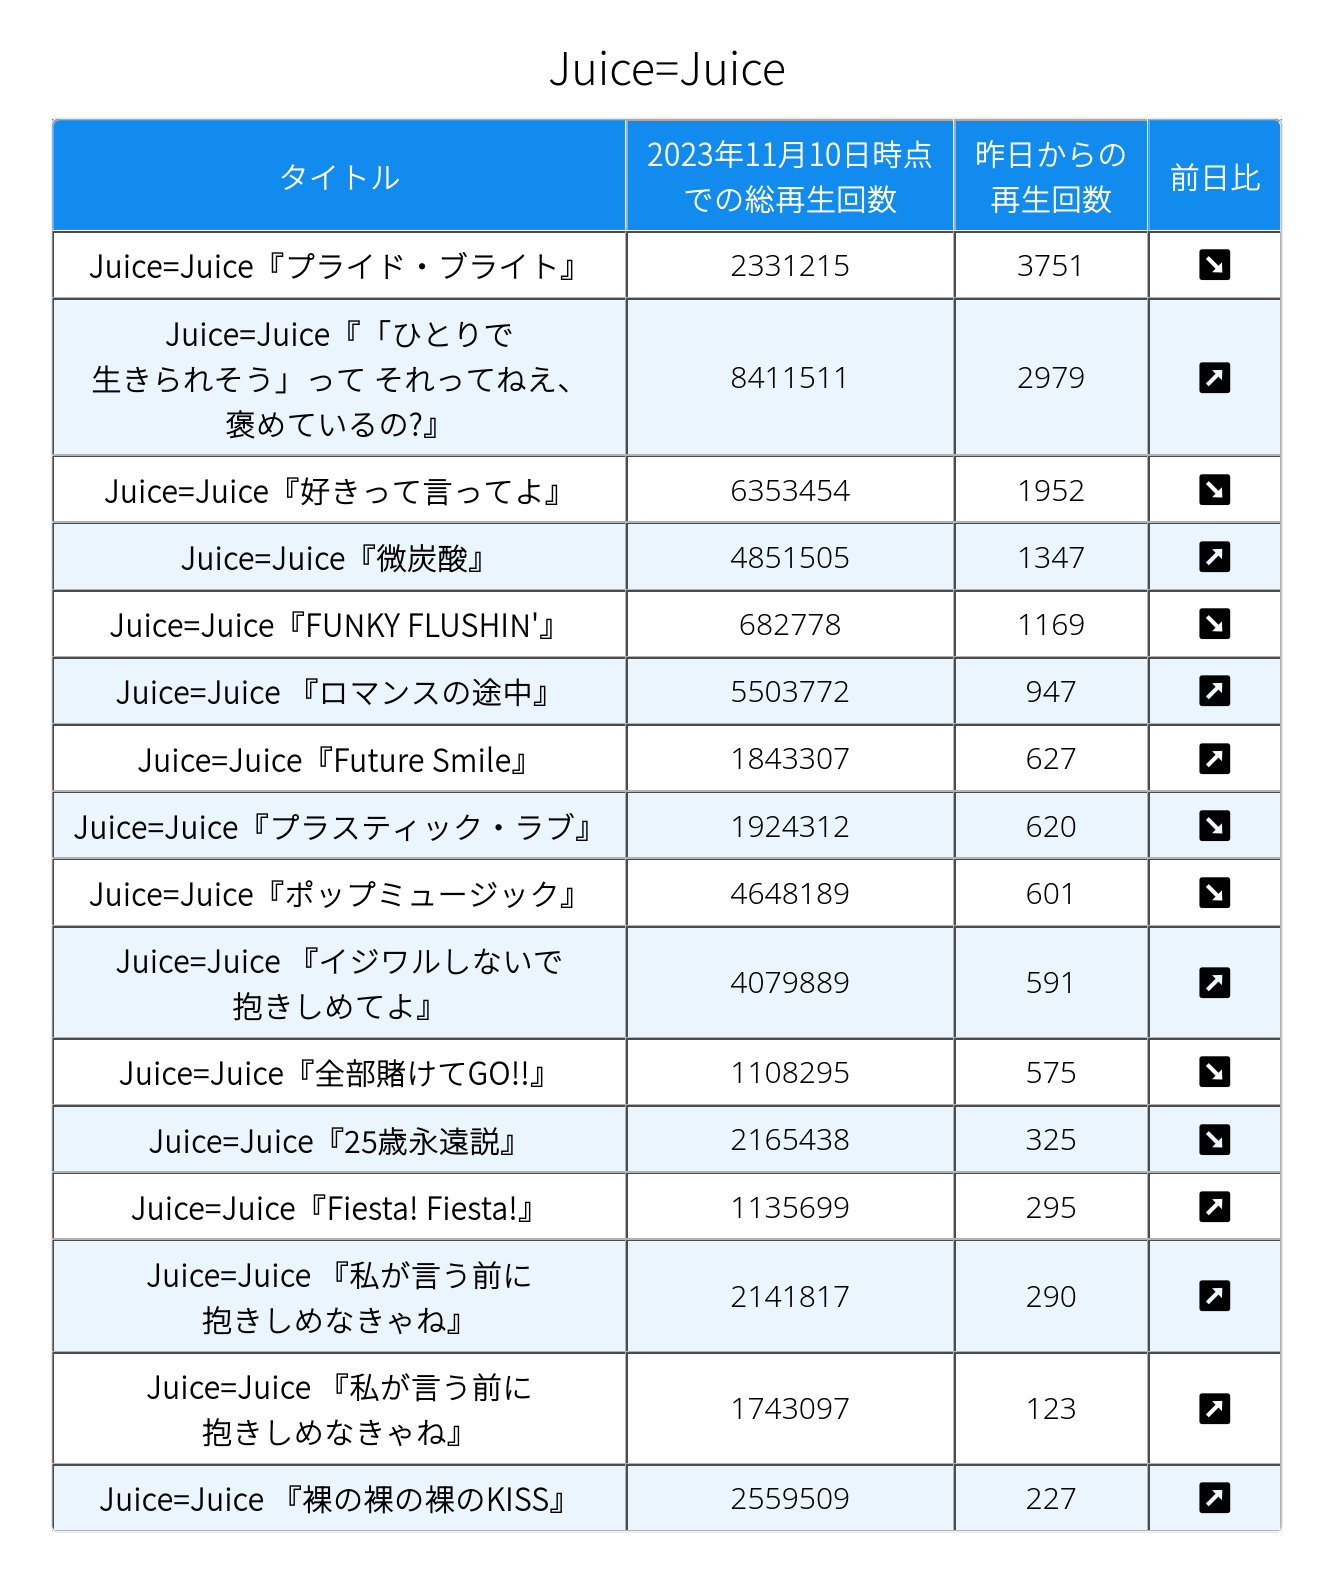 Juice=Juice
タイトル
2023年11月10日時点
での総再生回数
昨日からの
再生回数
前日比
Juice=Juice『プライド・ブライト』
2331215
3751
Juice=Juice『「ひとりで
生きられそう」って それってねえ、
褒めているの?』
8411511
2979
Juice=Juice『好きって言ってよ』
6353454
1952
Juice=Juice『微炭酸』
4851505
1347
Juice=Juice『FUNKY FLUSHIN'』
682778
1169
Juice=Juice 『ロマンスの途中』
5503772
947
Juice=Juice『Future Smile』
1843307
627
Juice=Juice『プラスティック・ラブ』
1924312
620
Juice=Juice『ポップミュージック』
4648189
601
Juice=Juice 『イジワルしないで
抱きしめてよ』
4079889
591
Juice=Juice『全部賭けてGO!!』
1108295
575
Juice=Juice『25歳永遠説』
2165438
325
Juice=Juice『Fiesta! Fiesta!』
1135699
295
Juice=Juice 『私が言う前に
抱きしめなきゃね』
2141817
290
Juice=Juice 『私が言う前に
抱きしめなきゃね』
1743097
123
Juice=Juice 『裸の裸の裸のKISS』
2559509
227